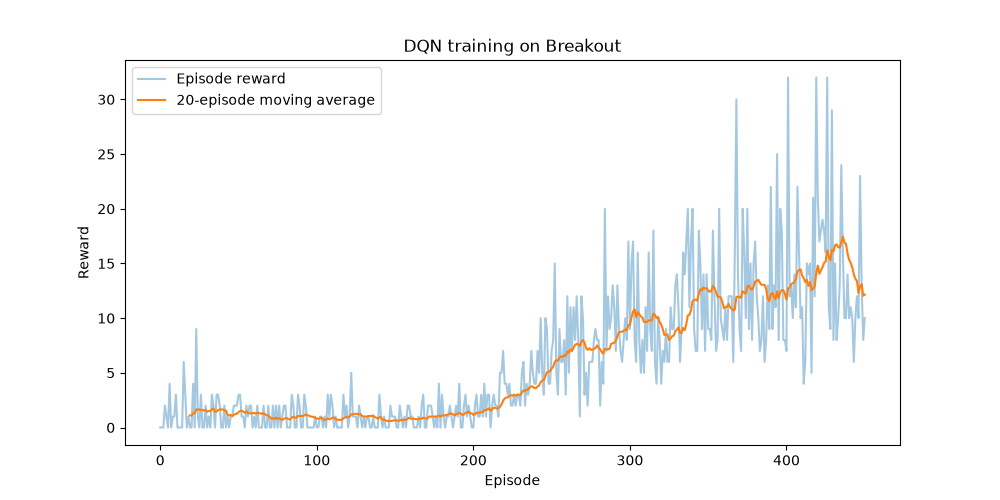 DQN training on Breakout
Episode reward
20-episode moving average
Reward
30
25
20
15
10
5
0
0 100 200 300 400
Episode